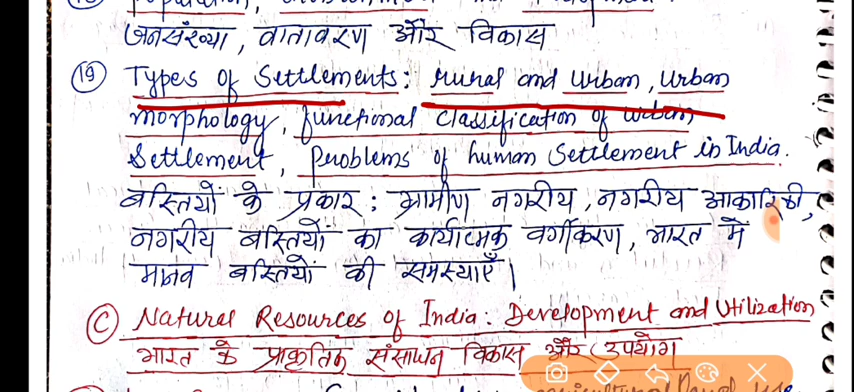 जनसंख्या, वातावरण और विकास
(19) Types of Settlements: rural and urban, urban
morphology, functional classification of urban
Settlement, Problems of human Settlement in India.
बस्तियों के प्रकार: ग्रामीण नगरीय, नगरीय आकारिकी,
नगरीय बस्तियों का कार्यात्मक वर्गीकरण, भारत में
मानव बस्तियों की समस्याएँ।
(C) Natural Resources of India: Development and Utilization
भारत के प्राकृतिक संसाधन विकास और उपयोग